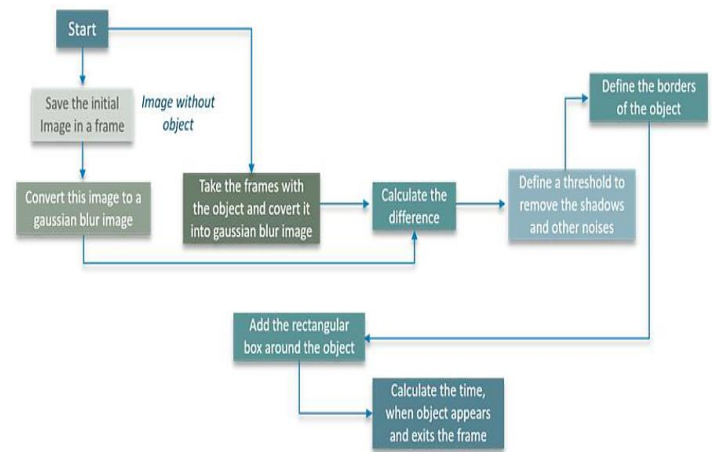 Start
Save the initial
Image in a frame
Image without
object
Convert this image to a
gaussian blur image
Take the frames with
the object and covert it
into gaussian blur image
Calculate the
difference
Define a threshold to
remove the shadows
and other noises
Define the borders
of the object
Add the rectangular
box around the object
Calculate the time,
when object appears
and exits the frame